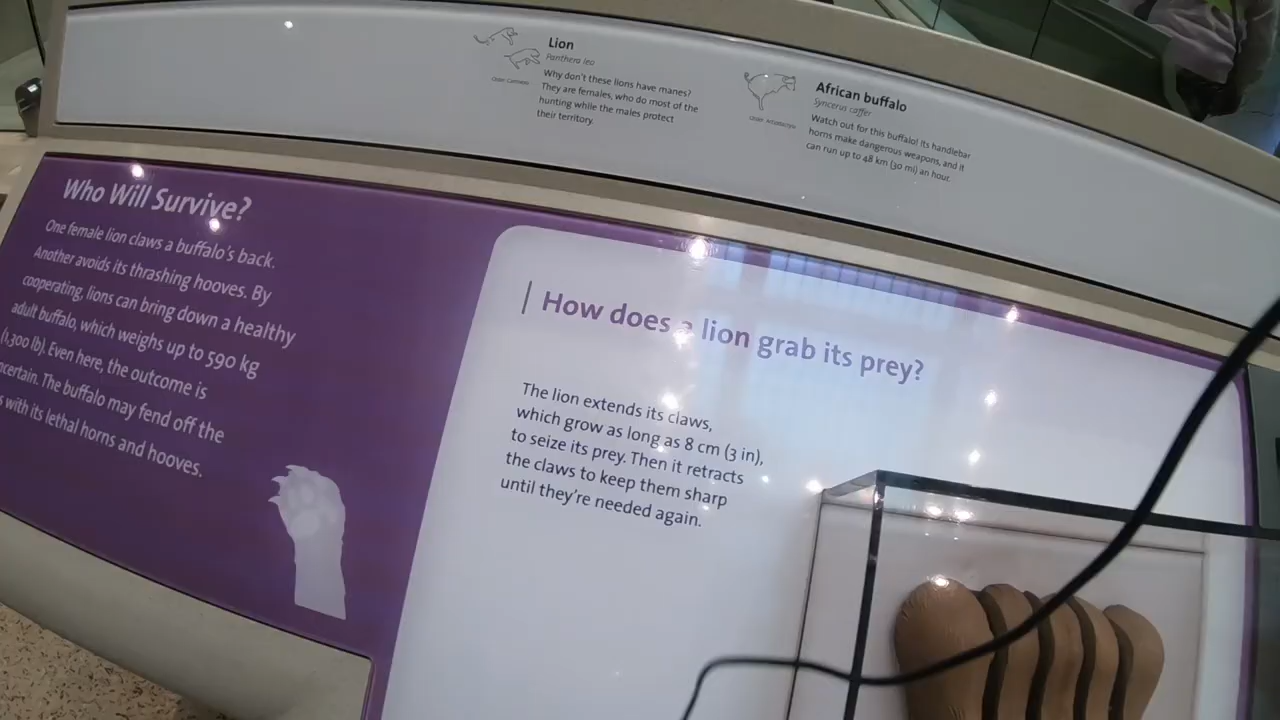 Lion
Panthera leo
Why don't these lions have manes?
They are females, who do most of the
hunting while the males protect
their territory.
Order: Carnivora
African buffalo
Syncerus caffer
Watch out for this buffalo! Its handlebar
horns make dangerous weapons, and it
can run up to 48 km (30 mi) an hour.
Order: Artiodactyla
Who Will Survive?
One female lion claws a buffalo's back.
Another avoids its thrashing hooves. By
cooperating, lions can bring down a healthy
adult buffalo, which weighs up to 590 kg
(1,300 lb). Even here, the outcome is
certain. The buffalo may fend off the
with its lethal horns and hooves.
How does a lion grab its prey?
The lion extends its claws,
which grow as long as 8 cm (3 in),
to seize its prey. Then it retracts
the claws to keep them sharp
until they're needed again.